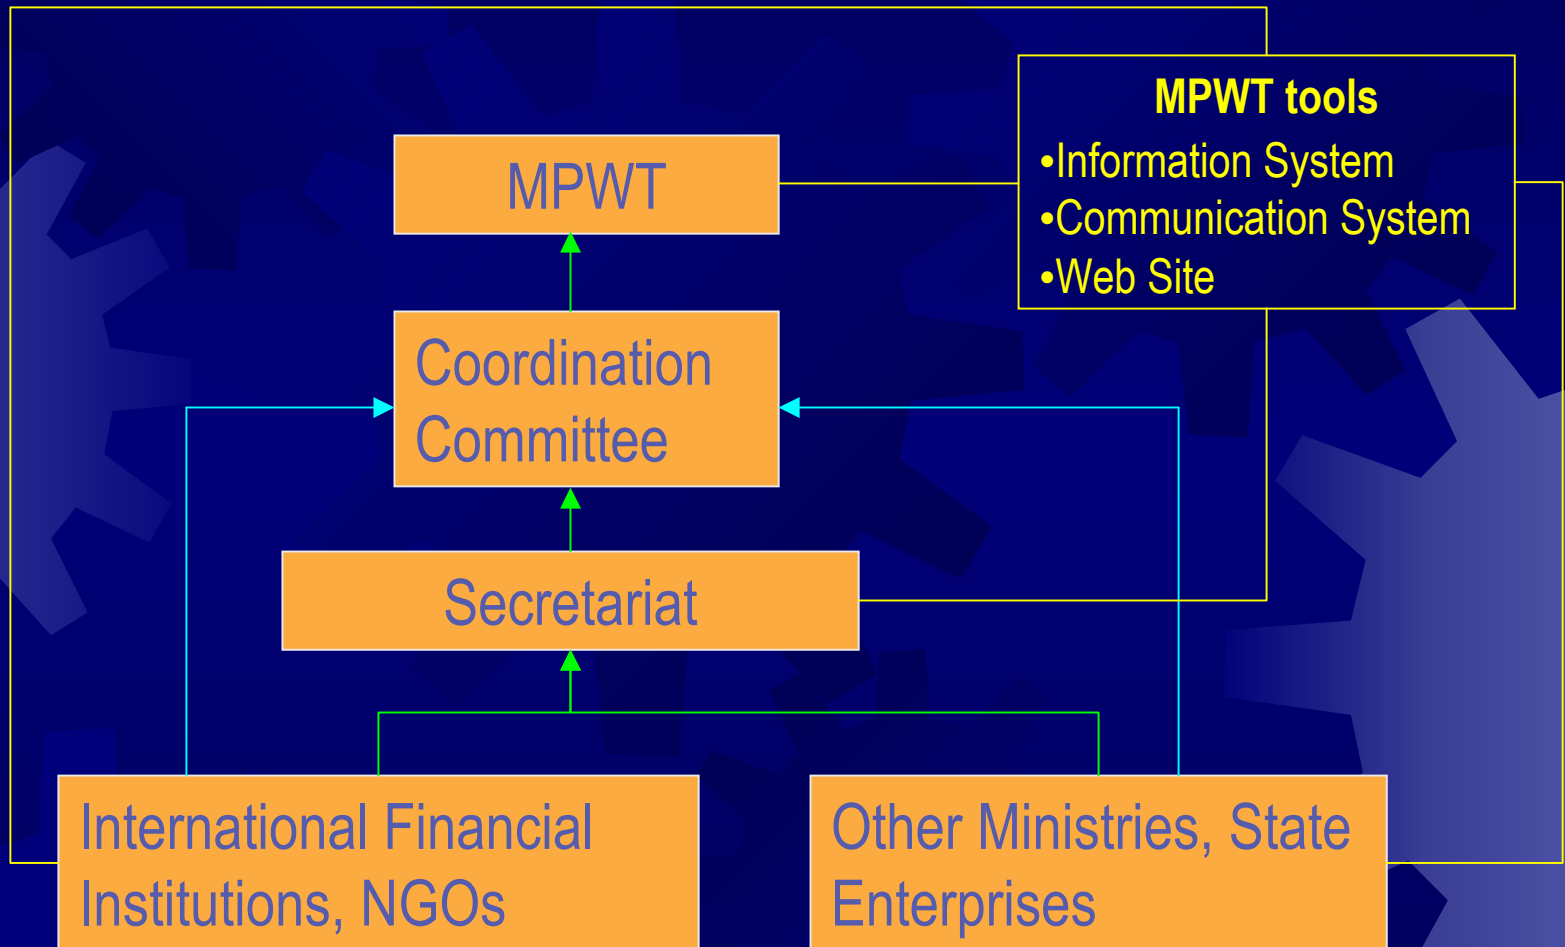 MPWT tools
•Information System
•Communication System
•Web Site
MPWT
Coordination
Committee
Secretariat
International Financial
Institutions, NGOs
Other Ministries, State
Enterprises